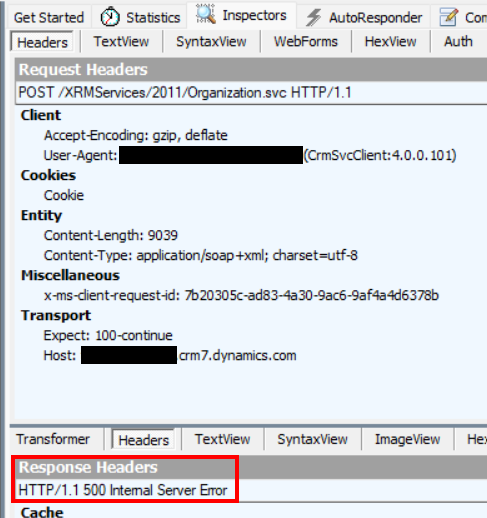 Get Started Statistics Inspectors AutoResponder
Headers TextView SyntaxView WebForms HexView Auth
Request Headers
POST /XRMServices/2011/Organization.svc HTTP/1.1
Client
Accept-Encoding: gzip, deflate
User-Agent: (CrmSvcClient:4.0.0.101)
Cookies
Cookie
Entity
Content-Length: 9039
Content-Type: application/soap+xml; charset=utf-8
Miscellaneous
x-ms-client-request-id: 7b20305c-ad83-4a30-9ac6-9af4a4d6378b
Transport
Expect: 100-continue
Host: .crm7.dynamics.com
Transformer Headers TextView SyntaxView ImageView
Response Headers
HTTP/1.1 500 Internal Server Error
Cache